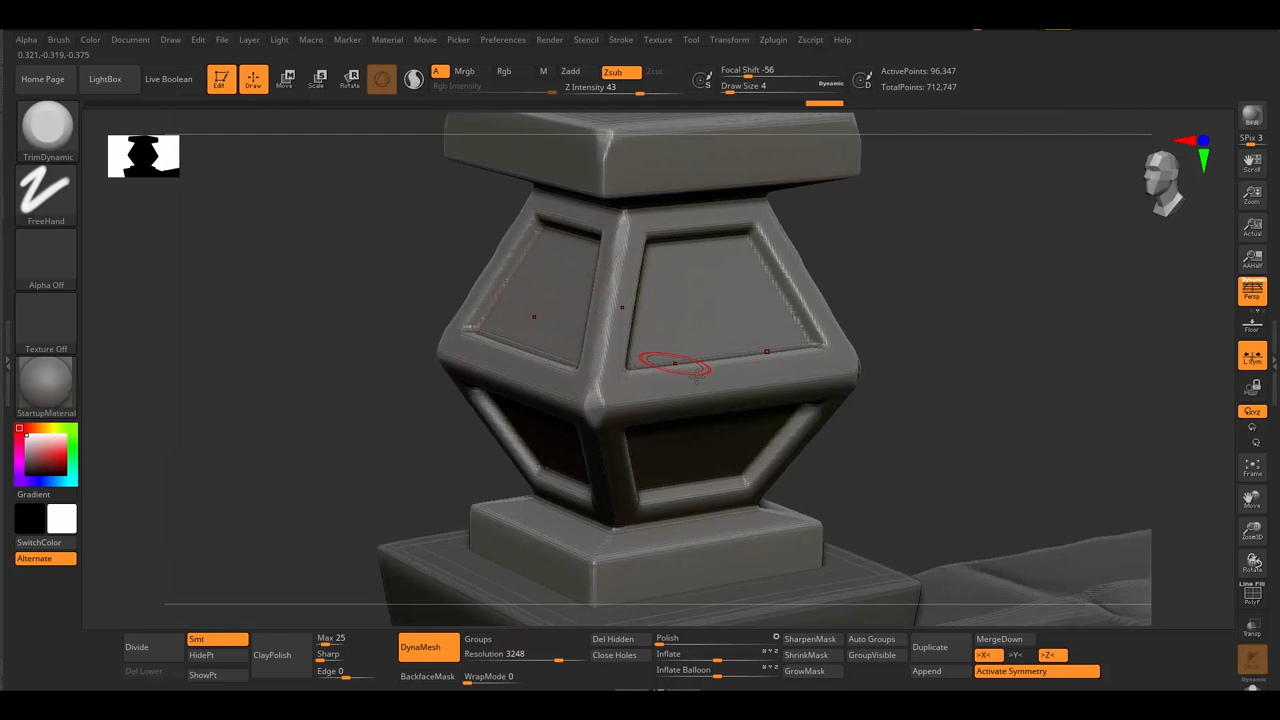 Alpha Brush Color Document Draw Edit File Layer Light Macro Marker Material Movie Picker Preferences Render Stencil Stroke Texture Tool Transform Zplugin Zscript Help
0.321,-0.319,-0.375
Home Page LightBox Live Boolean Edit Draw Move Scale Rotate A Mrgb Rgb M Zadd Zsub Zcut Focal Shift -56 ActivePoints: 96,347
Rgb Intensity Z Intensity 43 S Draw Size 4 Dynamic D TotalPoints: 712,747
TrimDynamic
FreeHand
Alpha Off
Texture Off
StartupMaterial
Gradient
SwitchColor
Alternate
BPR
SPix 3
Scroll
Zoom
Actual
AAHalf
Dynamic
Persp
Floor
L.Sym
XYZ
Frame
Move
Zoom3D
Rotate
Line Fill
PolyF
Transp
Dynamic
Divide Smt Max 25 DynaMesh Groups Del Hidden Polish SharpenMask Auto Groups Duplicate MergeDown
HidePt ClayPolish Sharp Resolution 3248 Close Holes Inflate X Y Z ShrinkMask GroupVisible >X< >Y< >Z<
Del Lower ShowPt Edge 0 BackfaceMask WrapMode 0 Inflate Balloon X Y Z GrowMask Append Activate Symmetry